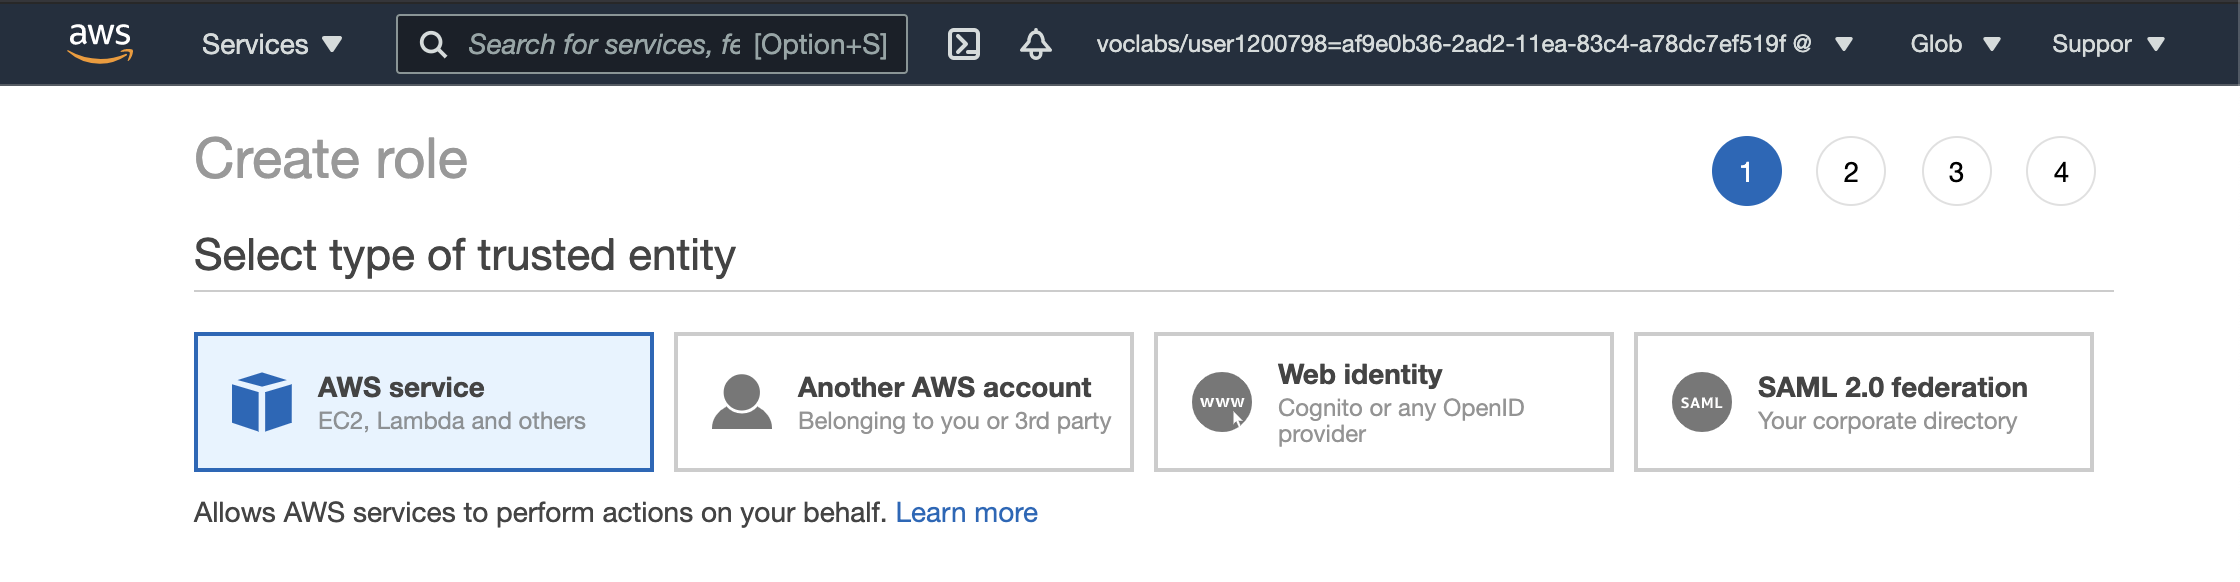 aws Services Search for services, fe [Option+S] voclabs/user1200798=af9e0b36-2ad2-11ea-83c4-a78dc7ef519f @ Glob Suppor
Create role 1 2 3 4
Select type of trusted entity
AWS service
EC2, Lambda and others
Another AWS account
Belonging to you or 3rd party
www
Web identity
Cognito or any OpenID
provider
SAML
SAML 2.0 federation
Your corporate directory
Allows AWS services to perform actions on your behalf. Learn more